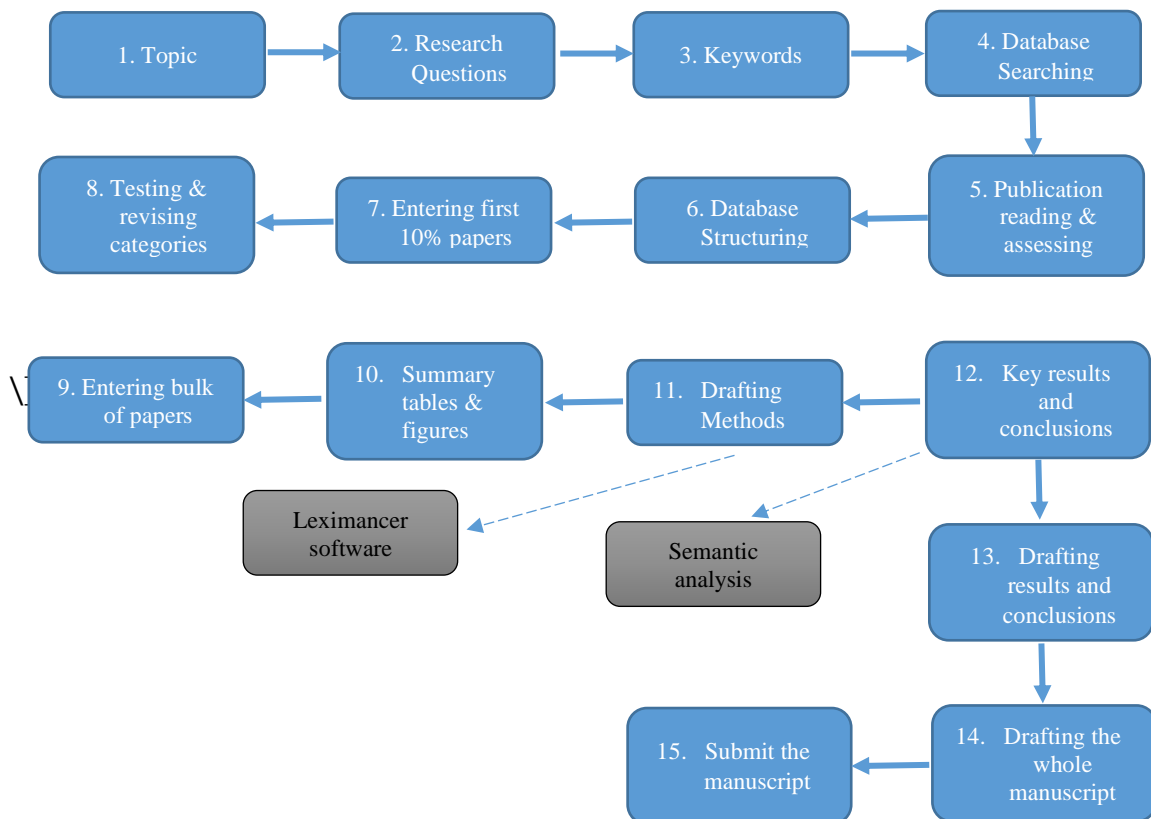 1. Topic
2. Research
Questions
3. Keywords
4. Database
Searching
8. Testing &
revising
categories
7. Entering first
10% papers
6. Database
Structuring
5. Publication
reading &
assessing
\
9. Entering bulk
of papers
10. Summary
tables &
figures
11. Drafting
Methods
12. Key results
and
conclusions
Leximancer
software
Semantic
analysis
13. Drafting
results and
conclusions
15. Submit the
manuscript
14. Drafting the
whole
manuscript